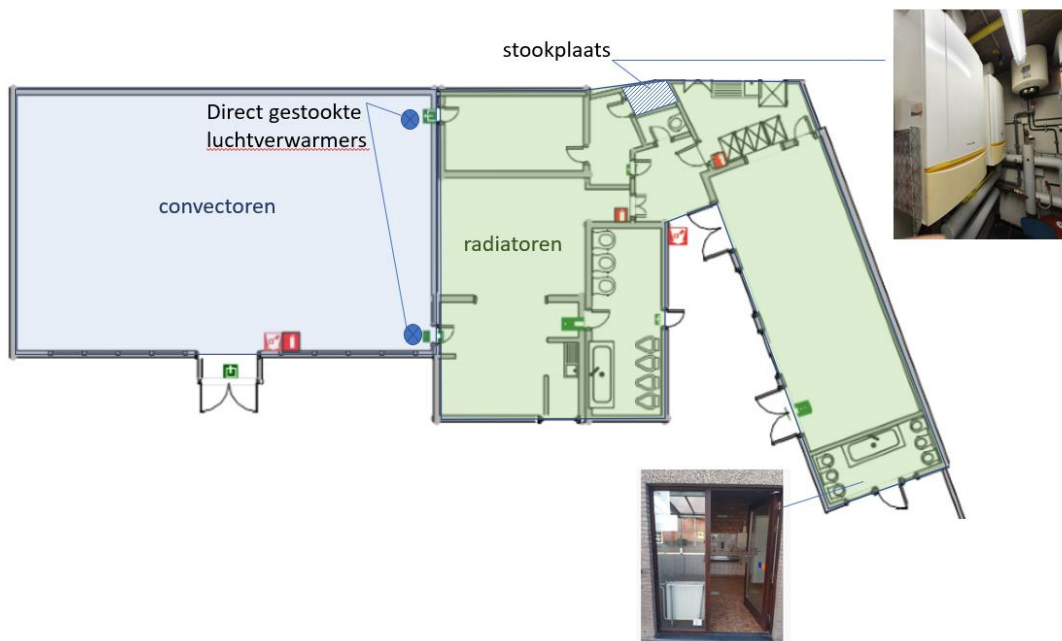 stookplaats
Direct gestookte
luchtverwarmers
convectoren
radiatoren